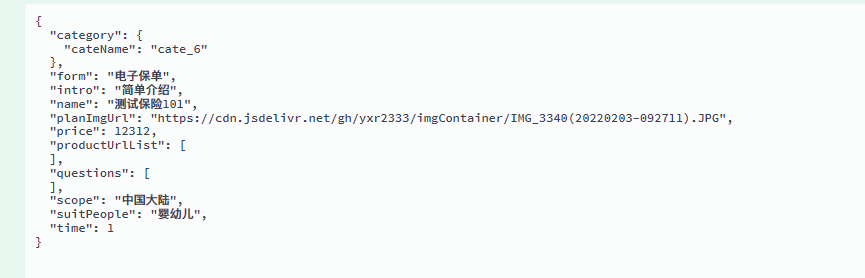 {
"category": {
"cateName": "cate_6"
},
"form": "电子保单",
"intro": "简单介绍",
"name": "测试保险101",
"planImgUrl": "https://cdn.jsdelivr.net/gh/yxr2333/imgContainer/IMG_3340(20220203-092711).JPG",
"price": 12312,
"productUrlList": [
],
"questions": [
],
"scope": "中国大陆",
"suitPeople": "婴幼儿",
"time": 1
}